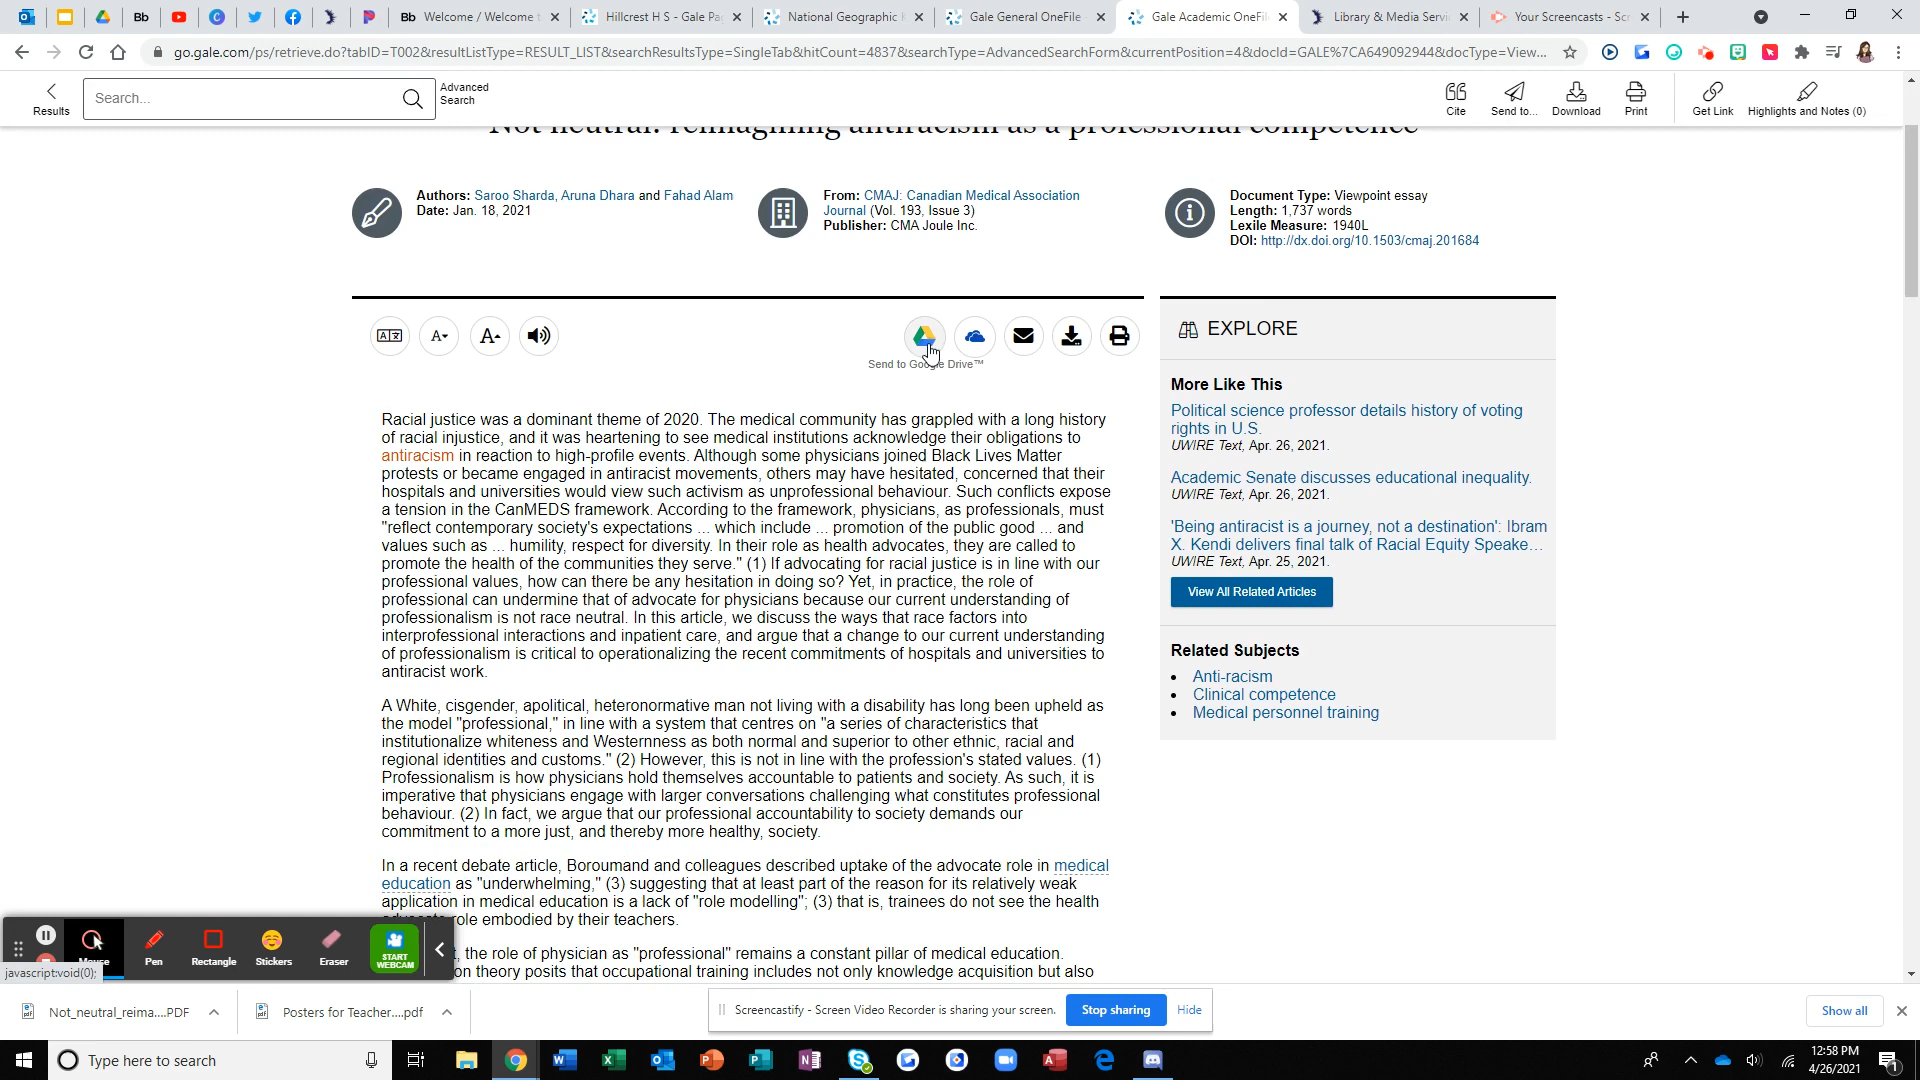 Bb
Bb Welcome / Welcome t
Hillcrest H S - Gale Pa
National Geographic
Gale General OneFile
Gale Academic OneFil
Library & Media Servi
Your Screencasts - Scr
go.gale.com/ps/retrieve.do?tabID=T002&resultListType=RESULT_LIST&searchResultsType=SingleTab&hitCount=4837&searchType=AdvancedSearchForm&currentPosition=4&docId=GALE%7CA649092944&docType=View...
Results
Search...
Advanced
Search
Cite
Send to...
Download
Print
Get Link
Highlights and Notes (0)
Not neutral: reimagining antiracism as a professional competence
Authors: Saroo Sharda, Aruna Dhara and Fahad Alam
Date: Jan. 18, 2021
From: CMAJ: Canadian Medical Association
Journal (Vol. 193, Issue 3)
Publisher: CMA Joule Inc.
Document Type: Viewpoint essay
Length: 1,737 words
Lexile Measure: 1940L
DOI: http://dx.doi.org/10.1503/cmaj.201684
A
A
Send to Google Drive™
Racial justice was a dominant theme of 2020. The medical community has grappled with a long history
of racial injustice, and it was heartening to see medical institutions acknowledge their obligations to
antiracism in reaction to high-profile events. Although some physicians joined Black Lives Matter
protests or became engaged in antiracist movements, others may have hesitated, concerned that their
hospitals and universities would view such activism as unprofessional behaviour. Such conflicts expose
a tension in the CanMEDS framework. According to the framework, physicians, as professionals, must
"reflect contemporary society's expectations ... which include ... promotion of the public good ... and
values such as ... humility, respect for diversity. In their role as health advocates, they are called to
promote the health of the communities they serve." (1) If advocating for racial justice is in line with our
professional values, how can there be any hesitation in doing so? Yet, in practice, the role of
professional can undermine that of advocate for physicians because our current understanding of
professionalism is not race neutral. In this article, we discuss the ways that race factors into
interprofessional interactions and inpatient care, and argue that a change to our current understanding
of professionalism is critical to operationalizing the recent commitments of hospitals and universities to
antiracist work.
A White, cisgender, apolitical, heteronormative man not living with a disability has long been upheld as
the model "professional," in line with a system that centres on "a series of characteristics that
institutionalize whiteness and Westernness as both normal and superior to other ethnic, racial and
regional identities and customs." (2) However, this is not in line with the profession's stated values. (1)
Professionalism is how physicians hold themselves accountable to patients and society. As such, it is
imperative that physicians engage with larger conversations challenging what constitutes professional
behaviour. (2) In fact, we argue that our professional accountability to society demands our
commitment to a more just, and thereby more healthy, society.
In a recent debate article, Boroumand and colleagues described uptake of the advocate role in medical
education as "underwhelming," (3) suggesting that at least part of the reason for its relatively weak
application in medical education is a lack of "role modelling"; (3) that is, trainees do not see the health
advocate role embodied by their teachers.
, the role of physician as "professional" remains a constant pillar of medical education.
on theory posits that occupational training includes not only knowledge acquisition but also
EXPLORE
More Like This
Political science professor details history of voting
rights in U.S.
UWIRE Text, Apr. 26, 2021.
Academic Senate discusses educational inequality.
UWIRE Text, Apr. 26, 2021.
'Being antiracist is a journey, not a destination': Ibram
X. Kendi delivers final talk of Racial Equity Speake...
UWIRE Text, Apr. 25, 2021.
View All Related Articles
Related Subjects
Anti-racism
Clinical competence
Medical personnel training
Mouse
Pen
Rectangle
Stickers
Eraser
START
WEBCAM
javascript:void(0);
Not_neutral_reima....PDF
Posters for Teacher....pdf
Screencastify - Screen Video Recorder is sharing your screen.
Stop sharing
Hide
Show all
Type here to search
12:58 PM
4/26/2021
1